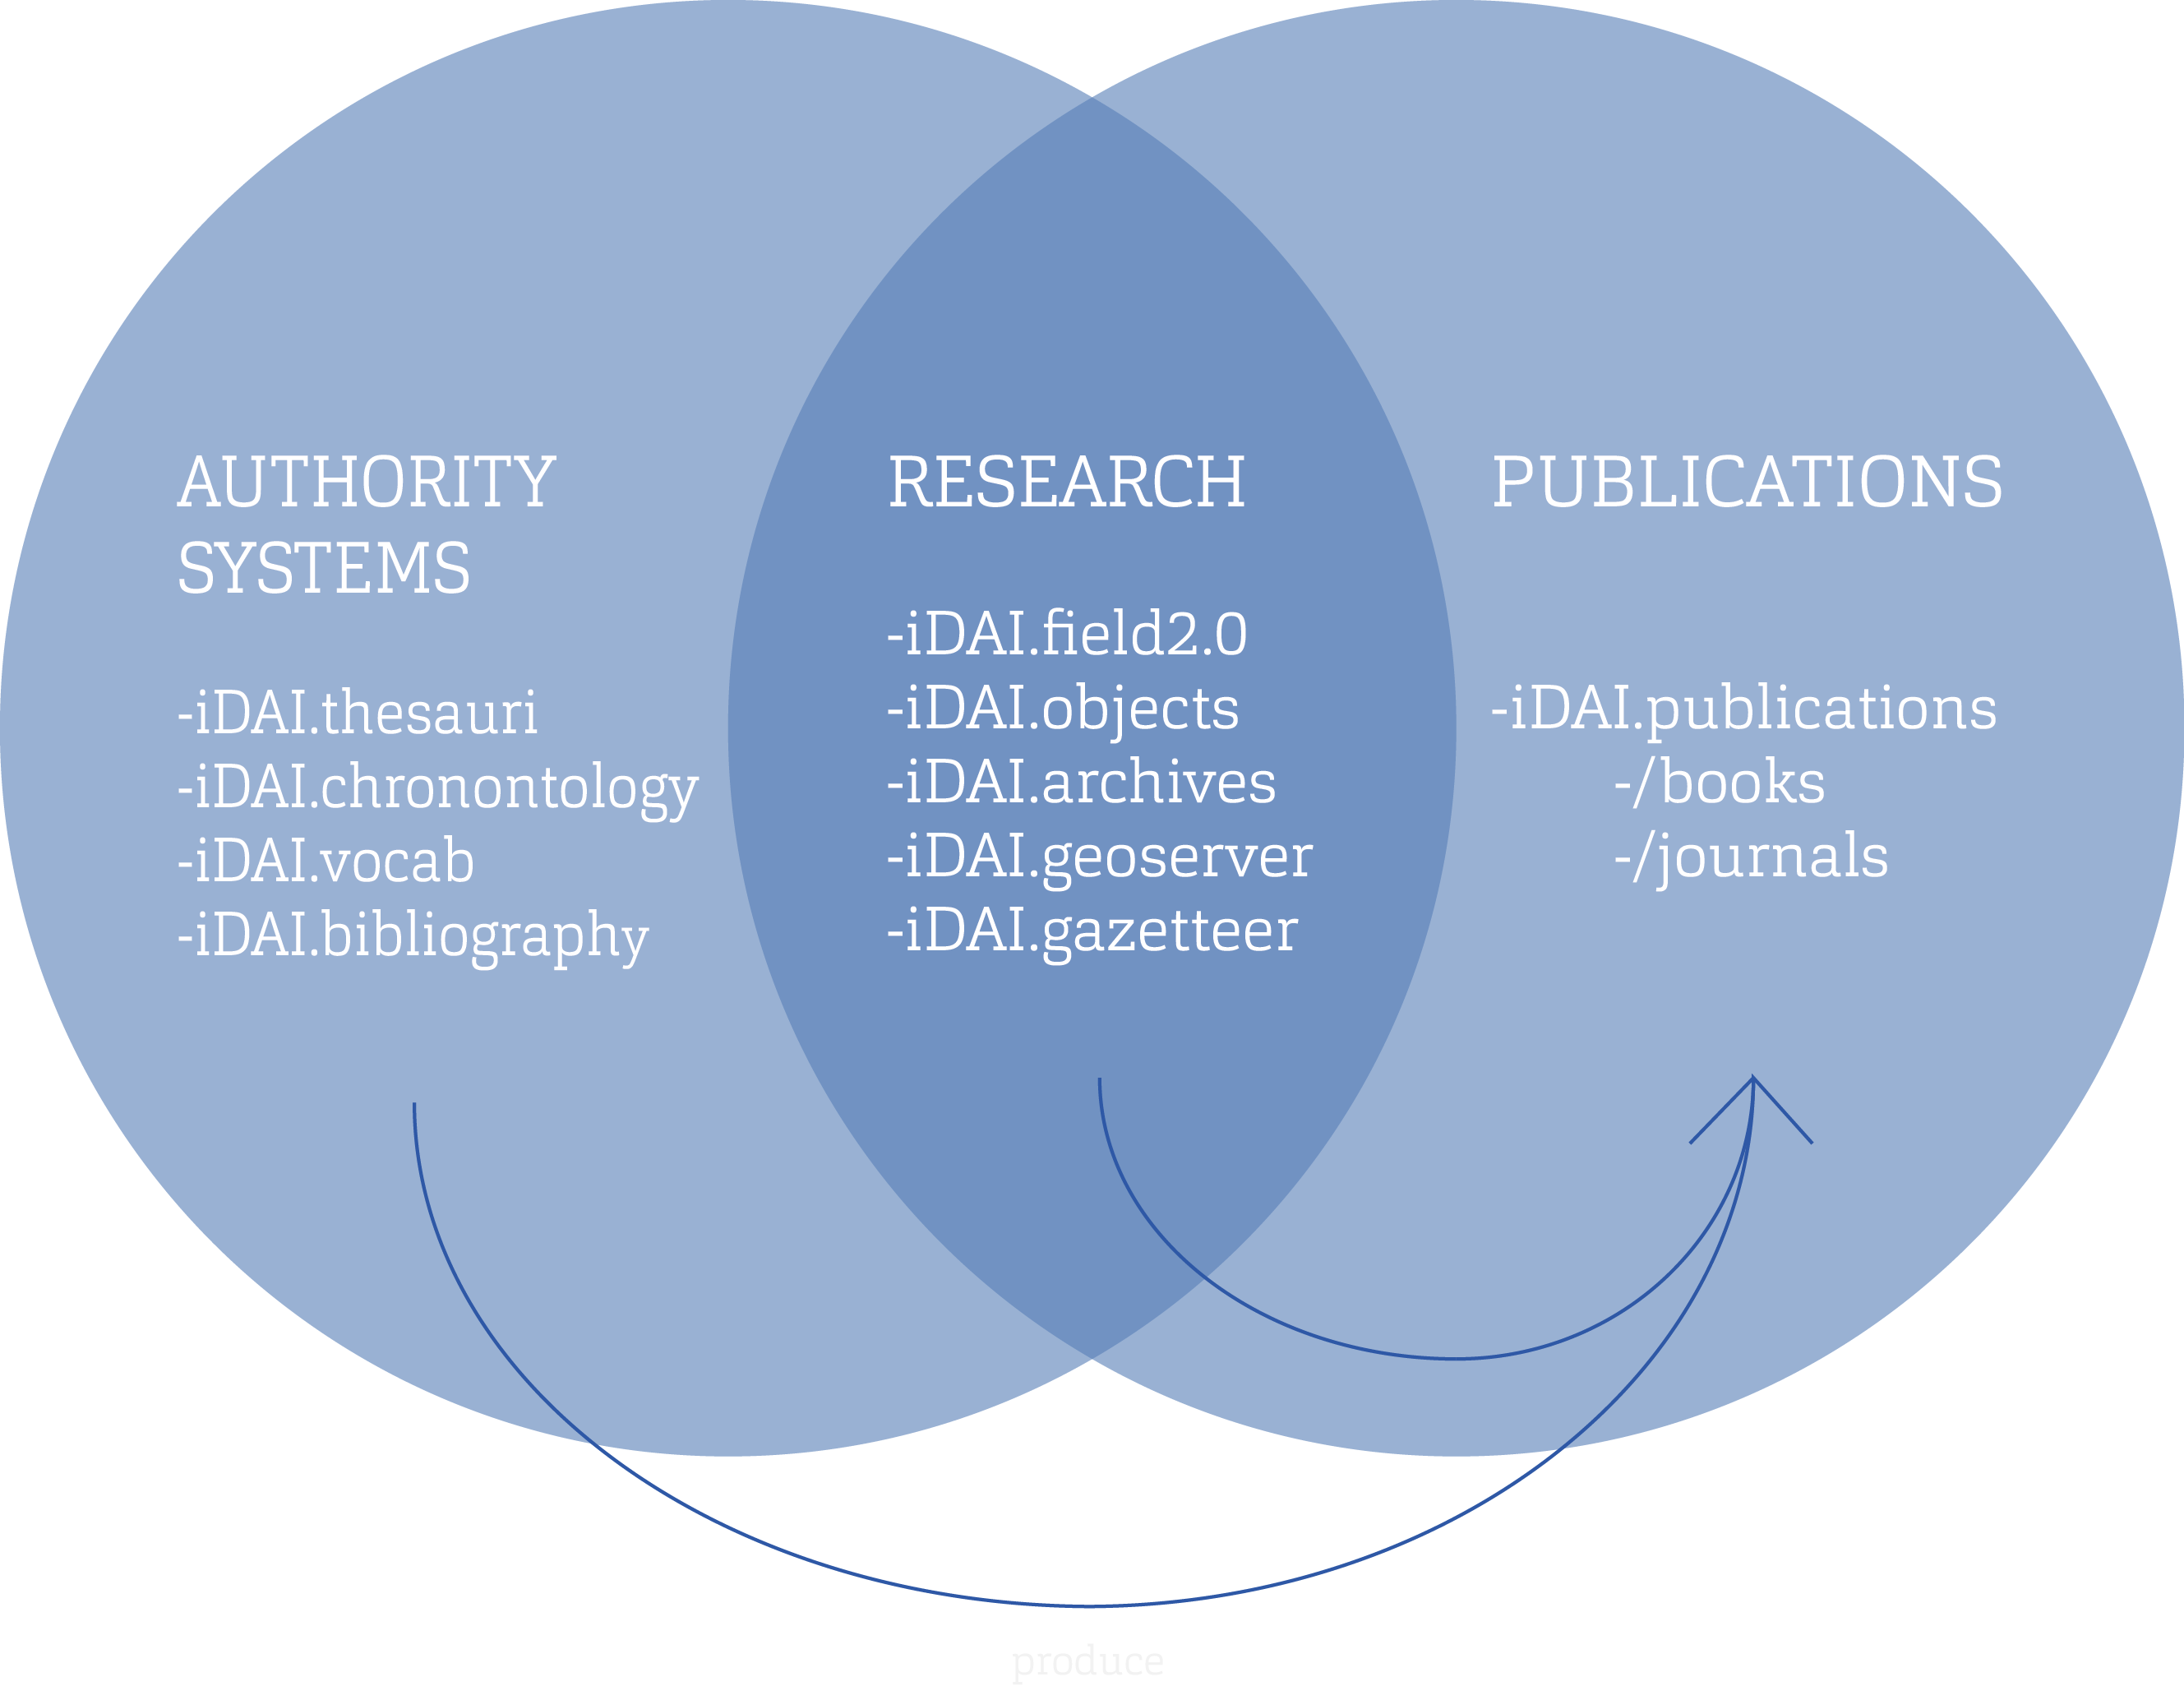 AUTHORITY
SYSTEMS
-iDAI.thesauri
-iDAI.chronontology
-iDAI.vocab
-iDAI.bibliography
RESEARCH
-iDAI.field2.0
-iDAI.objects
-iDAI.archives
-iDAI.geoserver
-iDAI.gazetteer
PUBLICATIONS
-iDAI.publications
-/books
-/journals
produce